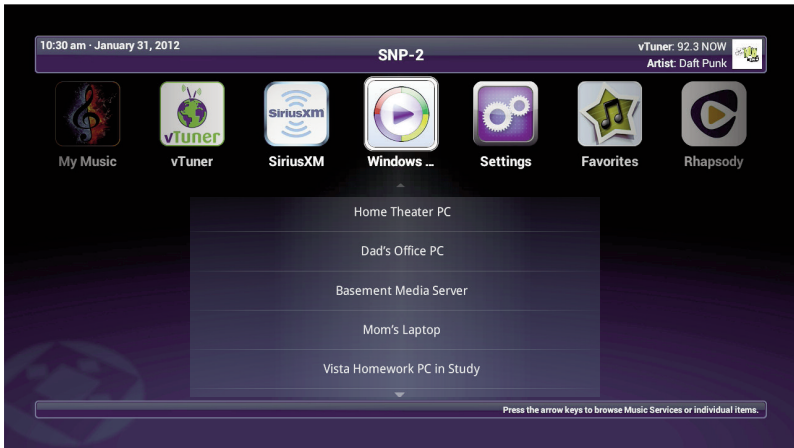 10:30 am · January 31, 2012
SNP-2
vTuner: 92.3 NOW
Artist: Daft Punk
vTuner
SiriusXM
My Music
vTuner
SiriusXM
Windows ...
Settings
Favorites
Rhapsody
Home Theater PC
Dad's Office PC
Basement Media Server
Mom's Laptop
Vista Homework PC in Study
Press the arrow keys to browse Music Services or individual items.